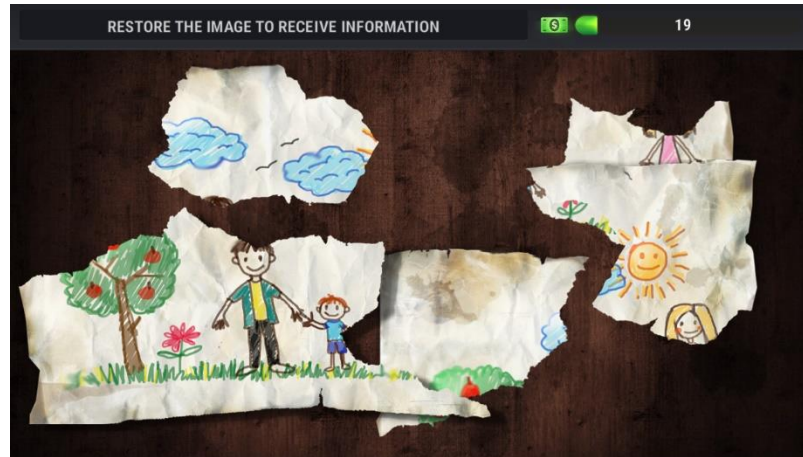 RESTORE THE IMAGE TO RECEIVE INFORMATION
19